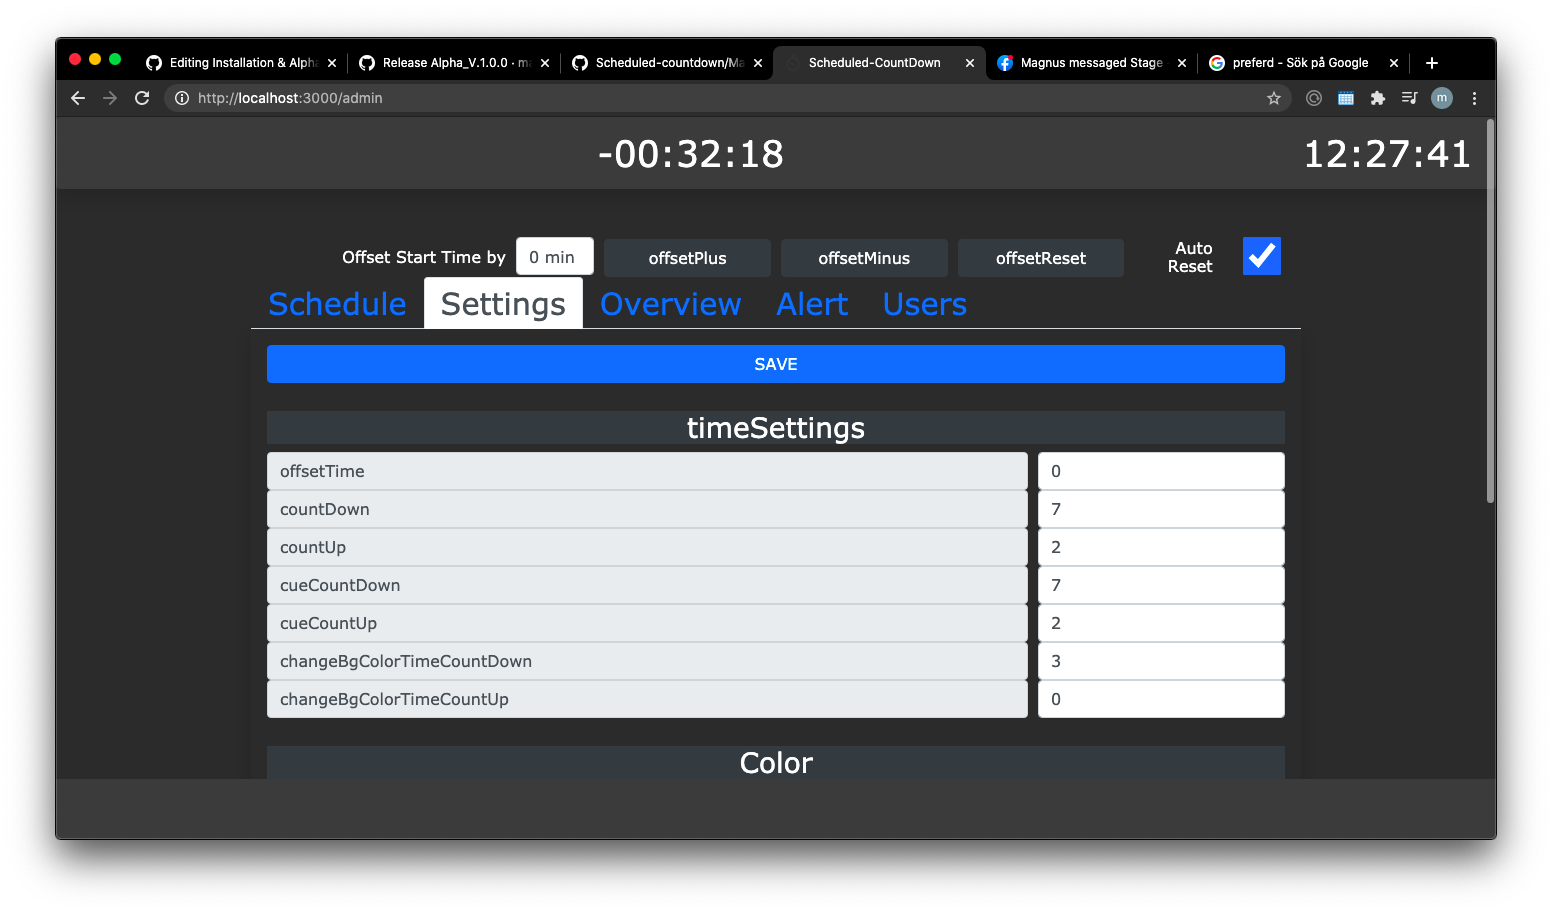 Editing Installation & Alpha
Release Alpha_V.1.0.0 · ma
Scheduled-countdown/Ma
Scheduled-CountDown
Magnus messaged Stage
preferd - Sök på Google
http://localhost:3000/admin
m
-00:32:18
12:27:41
Offset Start Time by
0 min
offsetPlus
offsetMinus
offsetReset
Auto
Reset
Schedule
Settings
Overview
Alert
Users
SAVE
timeSettings
offsetTime 0
countDown 7
countUp 2
cueCountDown 7
cueCountUp 2
changeBgColorTimeCountDown 3
changeBgColorTimeCountUp 0
Color